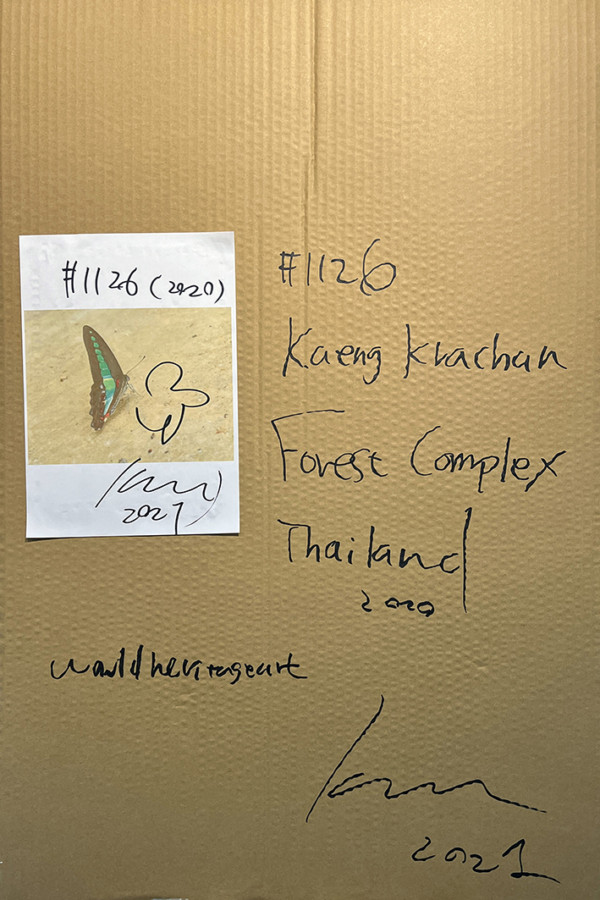 #1126 (2020)
2021
#1126
Kaeng Krachan
Forest Complex
Thailand
2020
worldheritageart
2021